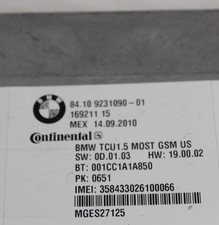 BMW
84.10 9231090-01
169211 15
MEX 14.09.2010
Continental
BMW TCU1.5 MOST GSM US
SW: 0D.01.03 HW: 19.00.02
BT: 001CC1A1A850
PK: 0651
IMEI: 358433026100066
MGES27125